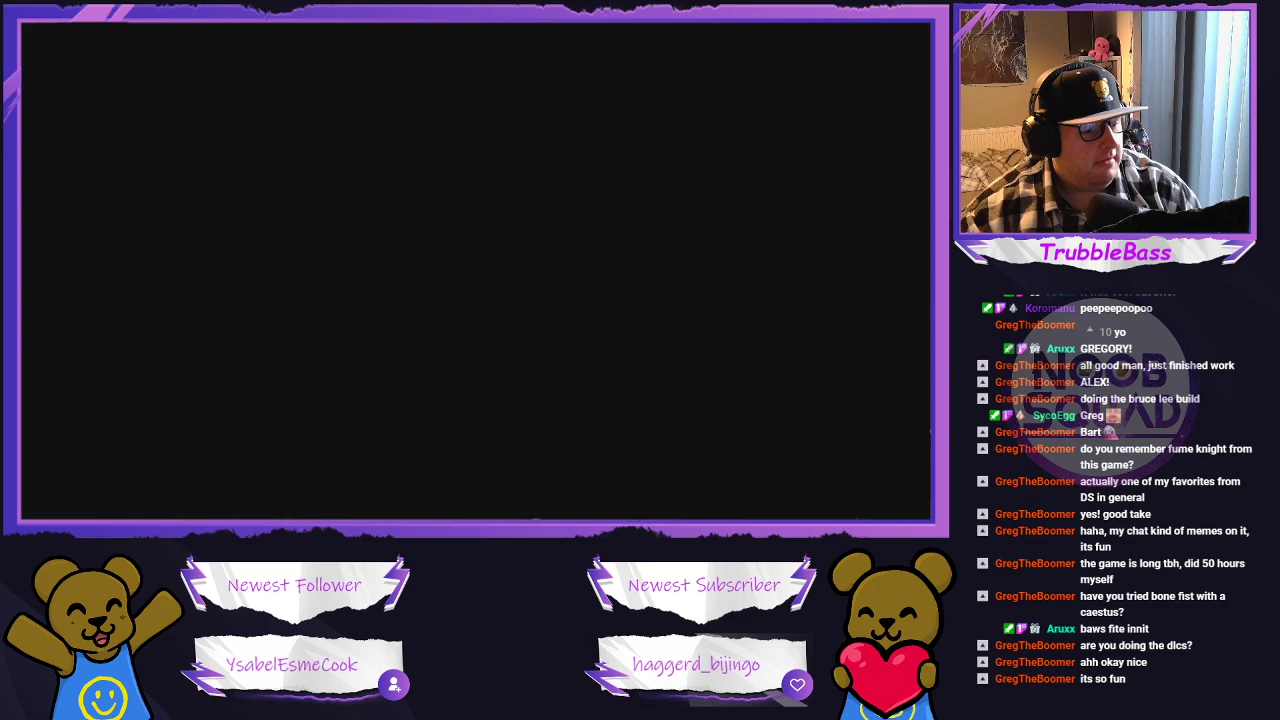 TrubbleBass
Koromanu peepeepoopoo
GregTheBoomer 10 yo
Aruxx GREGORY!
GregTheBoomer all good man, just finished work
GregTheBoomer ALEX!
GregTheBoomer doing the bruce lee build
SycoEgg Greg
GregTheBoomer Bart
GregTheBoomer do you remember fume knight from
this game?
GregTheBoomer actually one of my favorites from
DS in general
GregTheBoomer yes! good take
GregTheBoomer haha, my chat kind of memes on it,
its fun
GregTheBoomer the game is long tbh, did 50 hours
myself
GregTheBoomer have you tried bone fist with a
caestus?
Aruxx baws fite innit
GregTheBoomer are you doing the dlcs?
GregTheBoomer ahh okay nice
GregTheBoomer its so fun
NOOB
SQUAD
Newest Follower
YsabelEsmeCook
Newest Subscriber
haggerd_bijingo